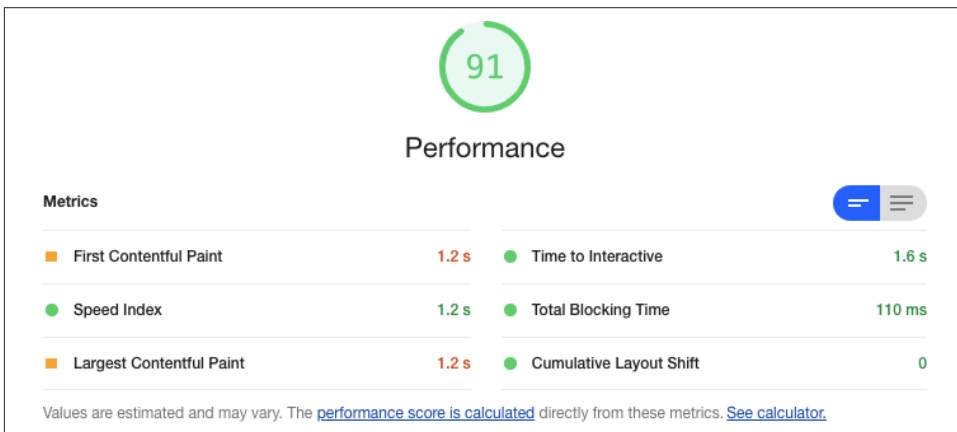 91
Performance
Metrics
First Contentful Paint 1.2 s
Time to Interactive 1.6 s
Speed Index 1.2 s
Total Blocking Time 110 ms
Largest Contentful Paint 1.2 s
Cumulative Layout Shift 0
Values are estimated and may vary. The performance score is calculated directly from these metrics. See calculator.